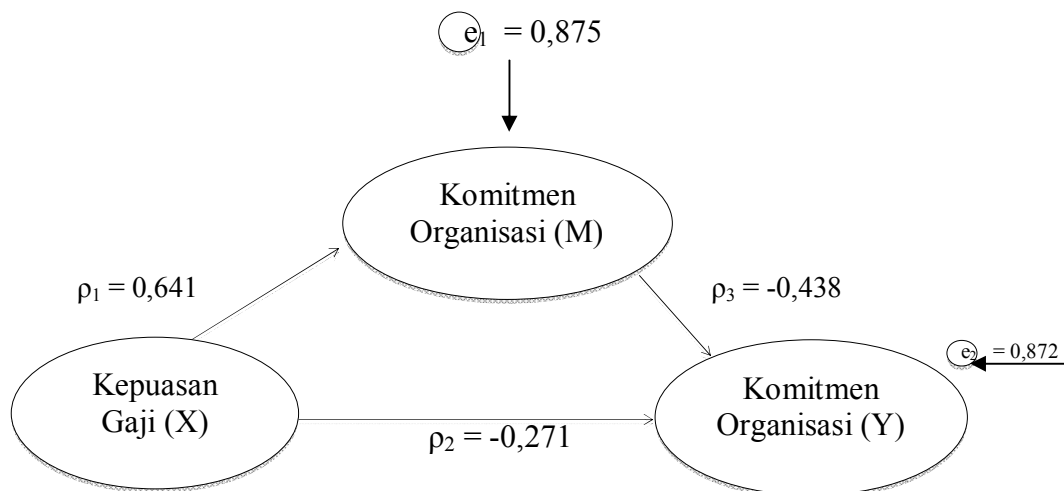 e₁ = 0,875
Komitmen
Organisasi (M)
ρ₁ = 0,641
ρ₃ = -0,438
e₂ = 0,872
Kepuasan
Gaji (X)
Komitmen
Organisasi (Y)
ρ₂ = -0,271